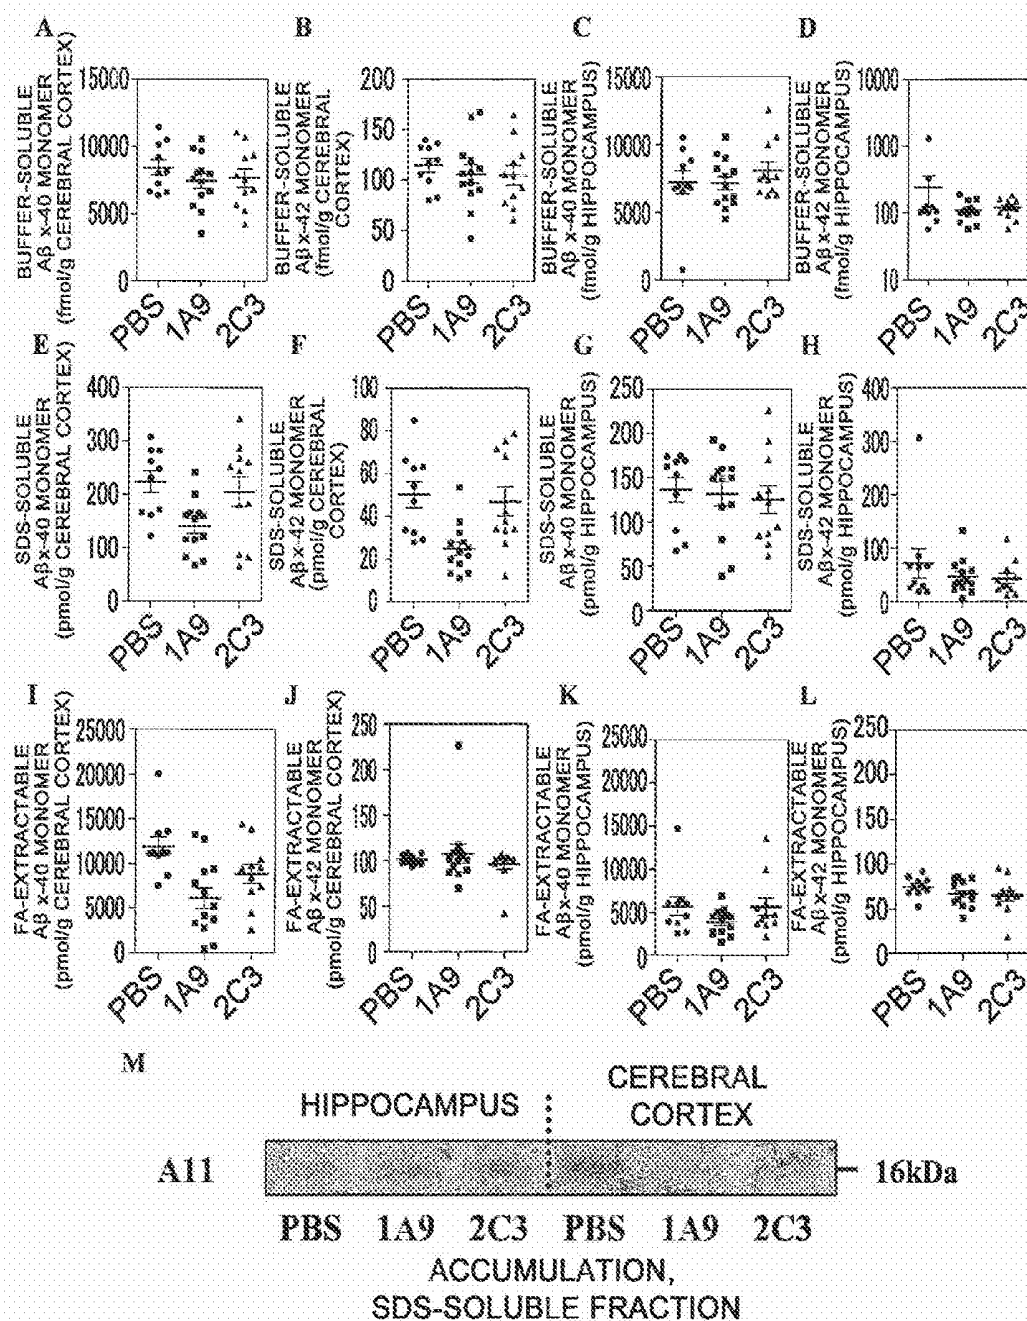 A
BUFFER-SOLUBLE
Aβ x-40 MONOMER
(fmol/g CEREBRAL CORTEX)
15000
10000
5000
0
PBS
1A9
2C3
B
BUFFER-SOLUBLE
Aβ x-42 MONOMER
(fmol/g CEREBRAL
CORTEX)
200
150
100
50
0
PBS
1A9
2C3
C
BUFFER-SOLUBLE
Aβ x-40 MONOMER
(fmol/g HIPPOCAMPUS)
15000
10000
5000
0
PBS
1A9
2C3
D
BUFFER-SOLUBLE
Aβ x-42 MONOMER
(fmol/g HIPPOCAMPUS)
10000
1000
100
10
PBS
1A9
2C3
E
SDS-SOLUBLE
Aβx-40 MONOMER
(pmol/g CEREBRAL CORTEX)
400
300
200
100
0
PBS
1A9
2C3
F
SDS-SOLUBLE
Aβx-42 MONOMER
(pmol/g CEREBRAL
CORTEX)
100
80
60
40
20
0
PBS
1A9
2C3
G
SDS-SOLUBLE
Aβ x-40 MONOMER
(pmol/g HIPPOCAMPUS)
250
200
150
100
50
0
PBS
1A9
2C3
H
SDS-SOLUBLE
Aβ x-42 MONOMER
(pmol/g HIPPOCAMPUS)
400
300
200
100
0
PBS
1A9
2C3
I
FA-EXTRACTABLE
Aβ x-40 MONOMER
(pmol/g CEREBRAL CORTEX)
25000
20000
15000
10000
5000
0
PBS
1A9
2C3
J
FA-EXTRACTABLE
Aβ x-42 MONOMER
(pmol/g CEREBRAL CORTEX)
250
200
150
100
50
0
PBS
1A9
2C3
K
FA-EXTRACTABLE
Aβx-40 MONOMER
(pmol/g HIPPOCAMPUS)
25000
20000
15000
10000
5000
0
PBS
1A9
2C3
L
FA-EXTRACTABLE
Aβ x-42 MONOMER
(pmol/g HIPPOCAMPUS)
250
200
150
100
50
0
PBS
1A9
2C3
M
HIPPOCAMPUS
CEREBRAL
CORTEX
A11
16kDa
PBS 1A9 2C3 PBS 1A9 2C3
ACCUMULATION,
SDS-SOLUBLE FRACTION